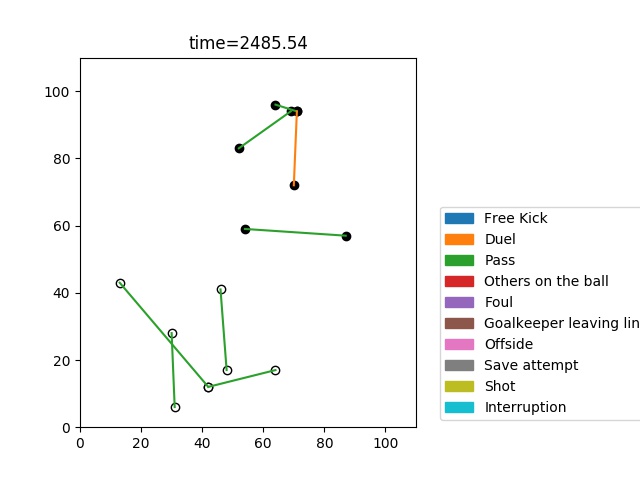 time=2485.54
100
80
60
40
20
0
0 20 40 60 80 100
Free Kick
Duel
Pass
Others on the ball
Foul
Goalkeeper leaving lin
Offside
Save attempt
Shot
Interruption